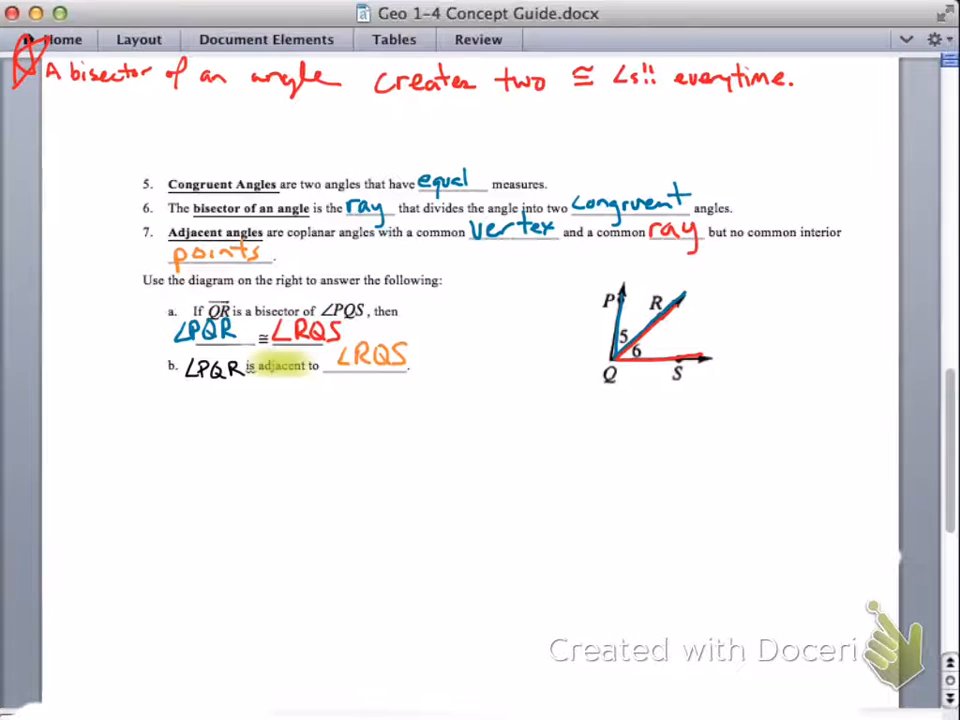 Geo 1-4 Concept Guide.docx
Home Layout Document Elements Tables Review
A bisector of an angle creates two ≅ ∠s!! everytime.
5. Congruent Angles are two angles that have equal measures.
6. The bisector of an angle is the ray that divides the angle into two congruent angles.
7. Adjacent angles are coplanar angles with a common vertex and a common ray but no common interior
points.
Use the diagram on the right to answer the following:
a. If QR is a bisector of ∠PQS, then
∠PQR ≅ ∠RQS
b. ∠PQR is adjacent to ∠RQS.
P R
5
6
Q S
Created with Doceri